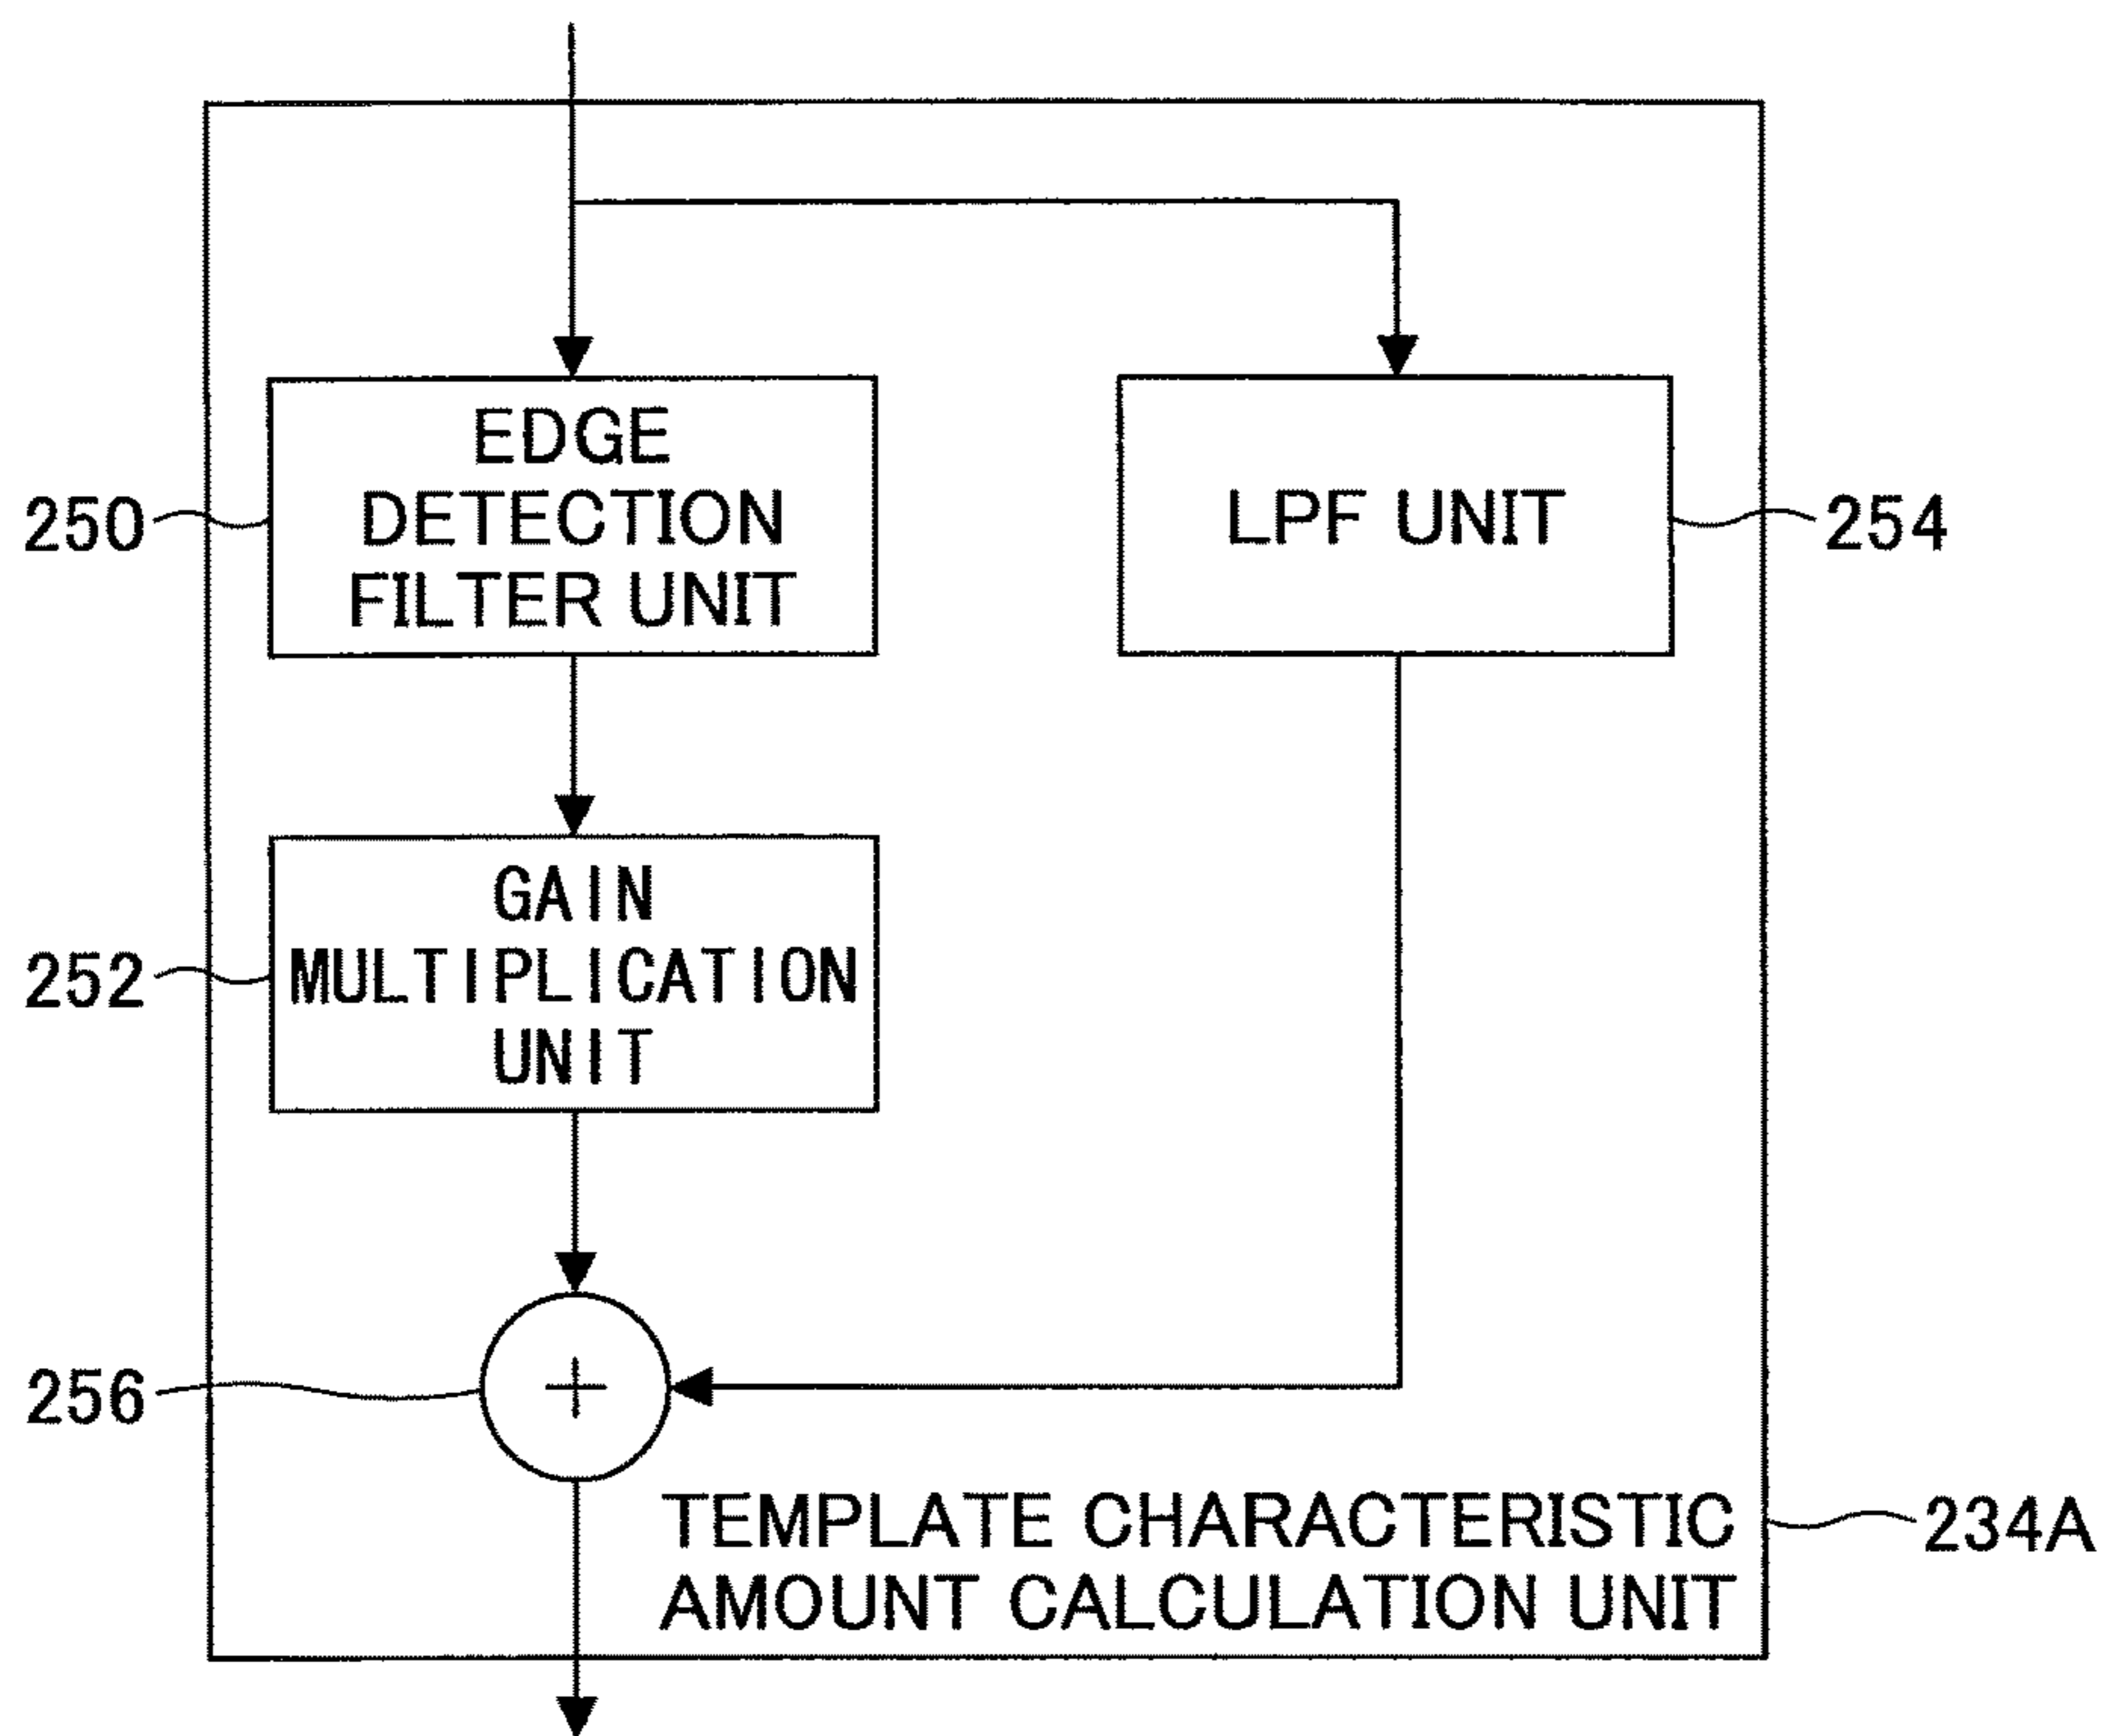 EDGE
DETECTION
FILTER UNIT
250
LPF UNIT
254
GAIN
MULTIPLICATION
UNIT
252
256
+
TEMPLATE CHARACTERISTIC
AMOUNT CALCULATION UNIT
234A